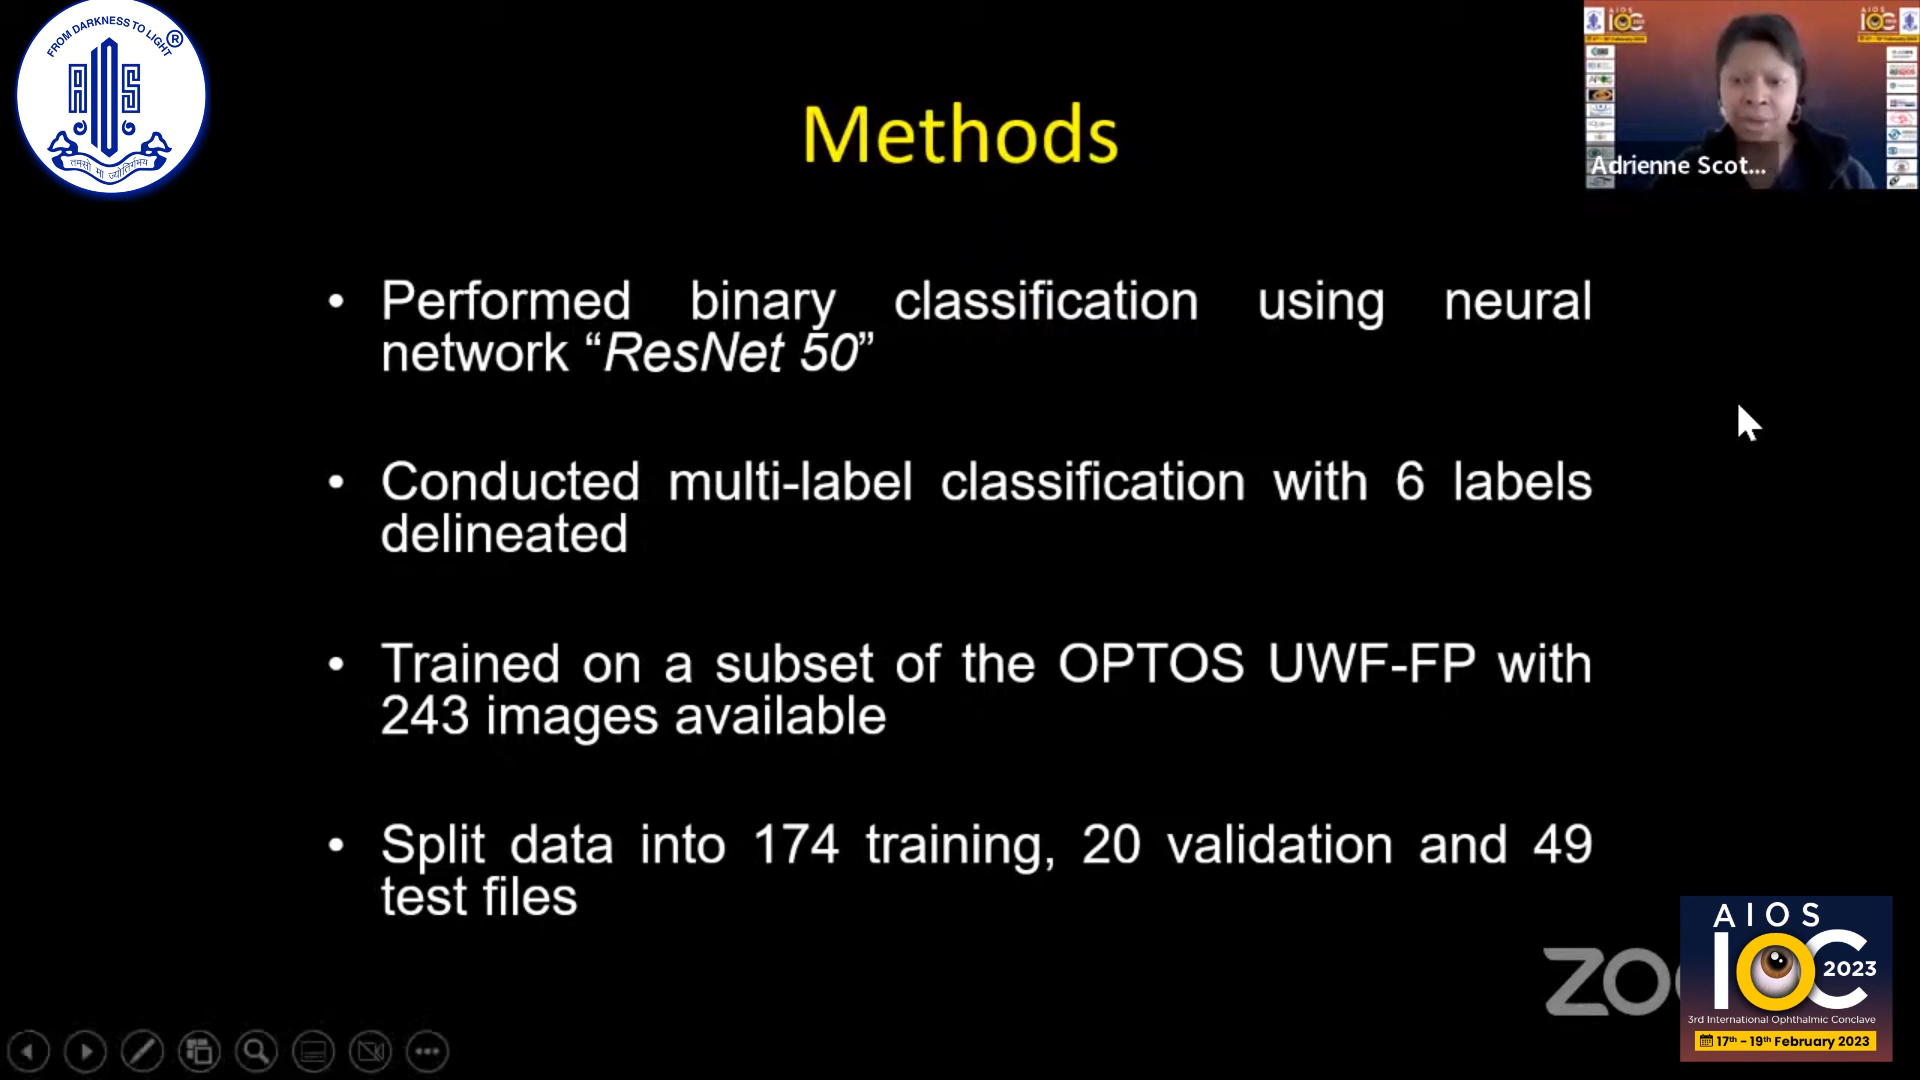 FROM DARKNESS TO LIGHT
®
AIOS
तमसो मा ज्योतिर्गमय
Methods
Adrienne Scot...
• Performed binary classification using neural
network “ResNet 50”
• Conducted multi-label classification with 6 labels
delineated
• Trained on a subset of the OPTOS UWF-FP with
243 images available
• Split data into 174 training, 20 validation and 49
test files
AIOS
IOC
2023
3rd International Ophthalmic Conclave
17th - 19th February 2023